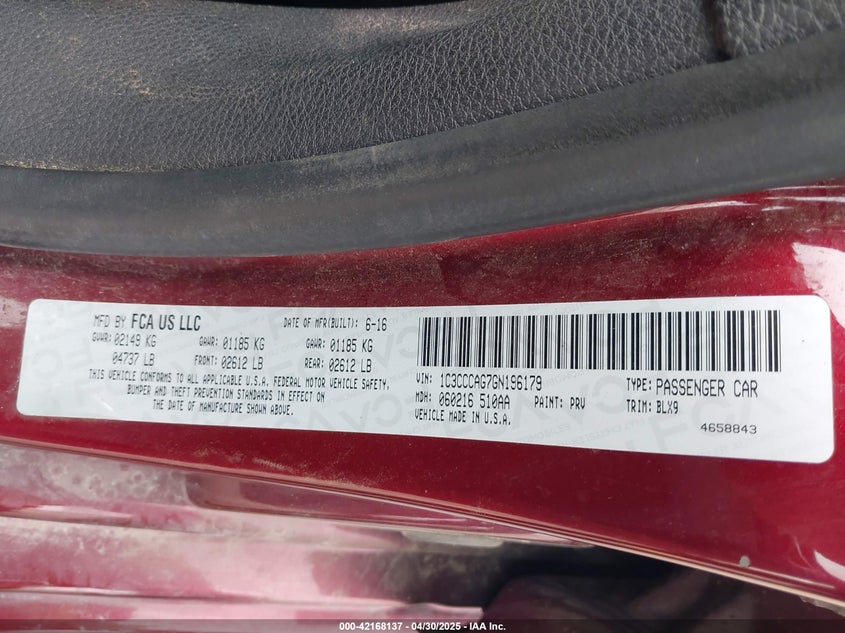 MFD BY FCA US LLC
DATE OF MFR(BUILT): 6-16
GVWR: 02149 KG
GAWR: 01185 KG
GAWR: 01185 KG
04737 LB
FRONT: 02612 LB
REAR: 02612 LB
THIS VEHICLE CONFORMS TO ALL APPLICABLE U.S.A. FEDERAL MOTOR VEHICLE SAFETY,
BUMPER AND THEFT PREVENTION STANDARDS IN EFFECT ON
THE DATE OF MANUFACTURE SHOWN ABOVE.
VIN: 1C3CCCAG7GN196179
TYPE: PASSENGER CAR
MDH: 060216 510AA
PAINT: PRV
TRIM: BLX9
VEHICLE MADE IN U.S.A.
4658843
000-42168137 - 04/30/2025 - IAA Inc.